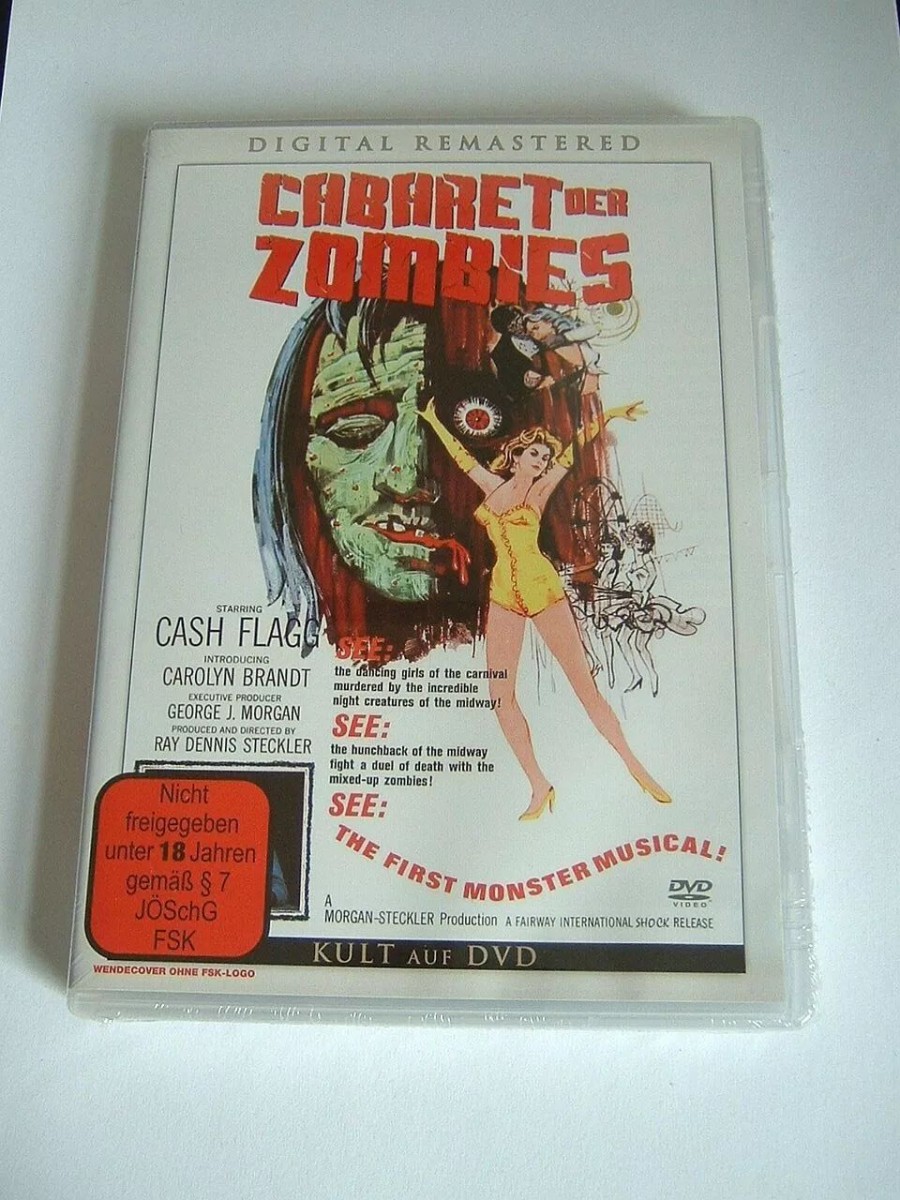 DIGITAL REMASTERED
CABARET DER
ZOMBIES
STARRING
CASH FLAGG
INTRODUCING
CAROLYN BRANDT
EXECUTIVE PRODUCER
GEORGE J. MORGAN
PRODUCED AND DIRECTED BY
RAY DENNIS STECKLER
SEE:
the dancing girls of the carnival
murdered by the incredible
night creatures of the midway!
SEE:
the hunchback of the midway
fight a duel of death with the
mixed-up zombies!
SEE:
THE FIRST MONSTER MUSICAL!
DVD
VIDEO
A
MORGAN-STECKLER Production A FAIRWAY INTERNATIONAL SHOCK RELEASE
Nicht
freigegeben
unter 18 Jahren
gemäß § 7
JÖSchG
FSK
KULT AUF DVD
WENDECOVER OHNE FSK-LOGO